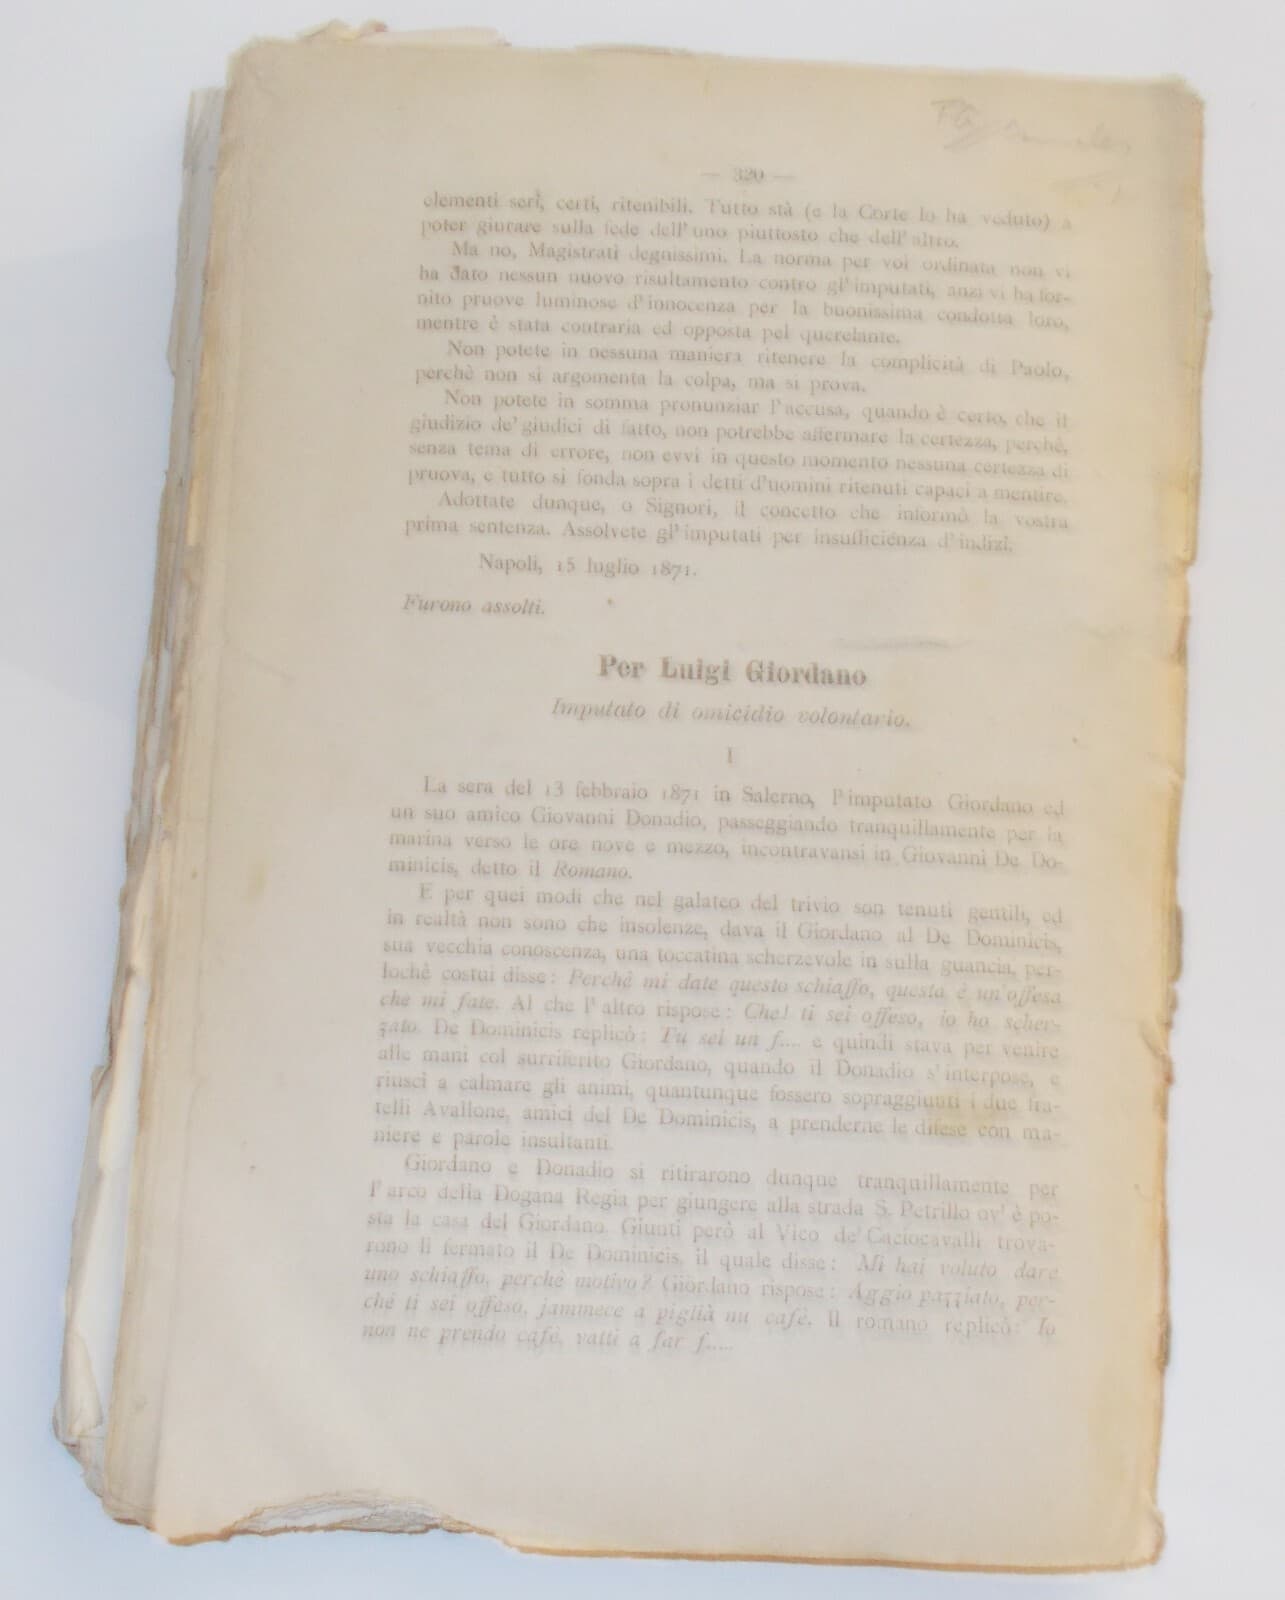 — 320 —
elementi serî, certi, ritenibili. Tutto stà (e la Corte lo ha veduto) a
poter giurare sulla fede dell'uno piuttosto che dell'altro.
Ma no, Magistrati degnissimi. La norma per voi ordinata non vi
ha dato nessun nuovo risultamento contro gl'imputati, anzi vi ha for-
nito pruove luminose d'innocenza per la buonissima condotta loro,
mentre è stata contraria ed opposta pel querelante.
Non potete in nessuna maniera ritenere la complicità di Paolo,
perchè non si argomenta la colpa, ma si prova.
Non potete in somma pronunziar l'accusa, quando è certo, che il
giudizio de' giudici di fatto, non potrebbe affermare la certezza, perchè,
senza tema di errore, non evvi in questo momento nessuna certezza di
pruova, e tutto si fonda sopra i detti d'uomini ritenuti capaci a mentire.
Adottate dunque, o Signori, il concetto che informò la vostra
prima sentenza. Assolvete gl'imputati per insufficienza d'indizî.
Napoli, 15 luglio 1871.
Furono assolti.
Per Luigi Giordano
Imputato di omicidio volontario.
I
La sera del 13 febbraio 1871 in Salerno, l'imputato Giordano ed
un suo amico Giovanni Donadio, passeggiando tranquillamente per la
marina verso le ore nove e mezzo, incontravansi in Giovanni De Do-
minicis, detto il Romano.
E per quei modi che nel galateo del trivio son tenuti gentili, ed
in realtà non sono che insolenze, dava il Giordano al De Dominicis,
sua vecchia conoscenza, una toccatina scherzevole in sulla guancia, per-
lochè costui disse: Perchè mi date questo schiaffo, questa è un'offesa
che mi fate. Al che l'altro rispose: Che! ti sei offeso, io ho scher-
zato. De Dominicis replicò: Tu sei un f.... e quindi stava per venire
alle mani col surriferito Giordano, quando il Donadio s'interpose, e
riuscì a calmare gli animi, quantunque fossero sopraggiunti i due fra-
telli Avallone, amici del De Dominicis, a prenderne le difese con ma-
niere e parole insultanti.
Giordano e Donadio si ritirarono dunque tranquillamente per
l'arco della Dogana Regia per giungere alla strada S. Petrillo ov'è po-
sta la casa del Giordano. Giunti però al Vico de' Caciocavalli trova-
rono lì fermato il De Dominicis, il quale disse: Mi hai voluto dare
uno schiaffo, perchè motivo? Giordano rispose: Aggio pazziato, per-
chè ti sei offeso, jammece a piglià nu cafè. Il romano replicò: Io
non ne prendo cafè, vatti a far f.....